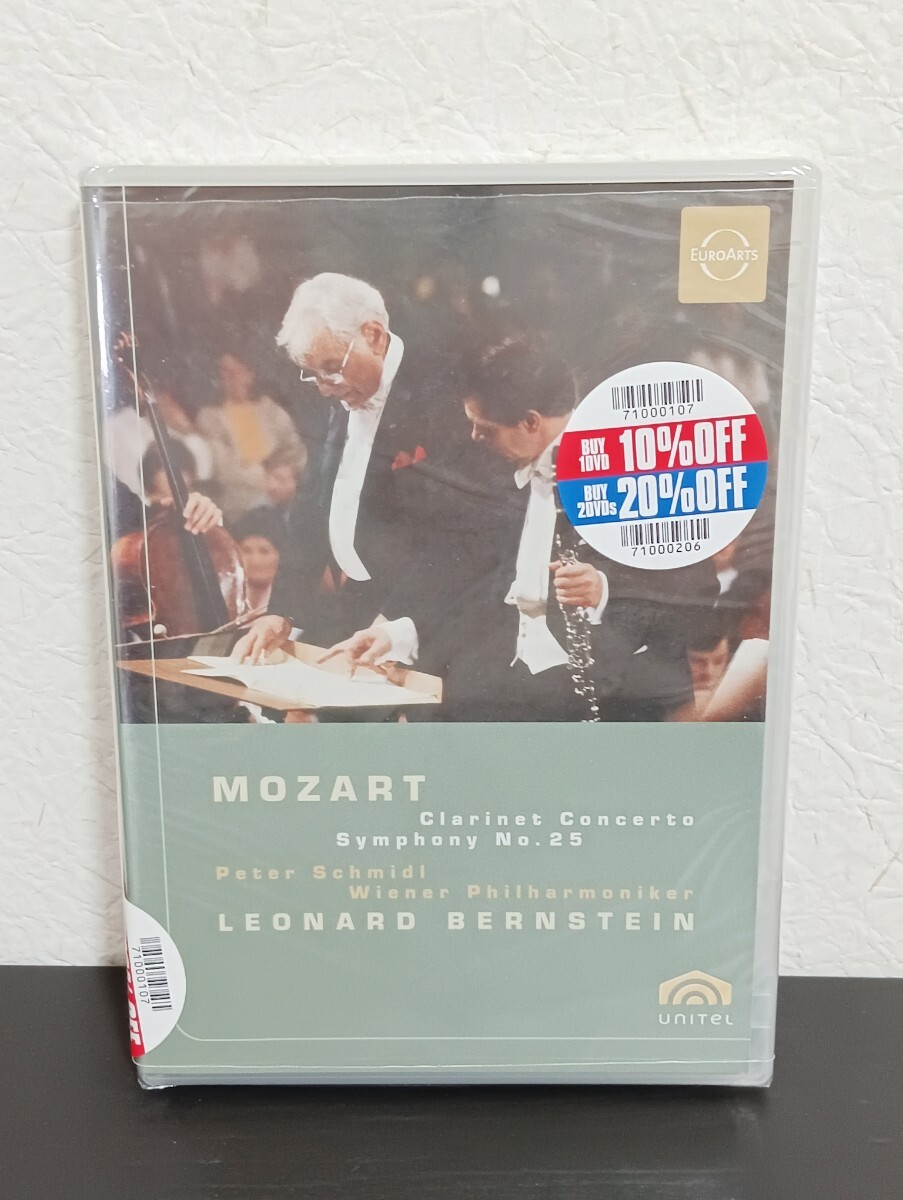 EUROARTS
71000107
BUY 1DVD 10%OFF
BUY 2DVDs 20%OFF
71000206
MOZART
Clarinet Concerto
Symphony No.25
Peter Schmidl
Wiener Philharmoniker
LEONARD BERNSTEIN
71000107
UNITEL